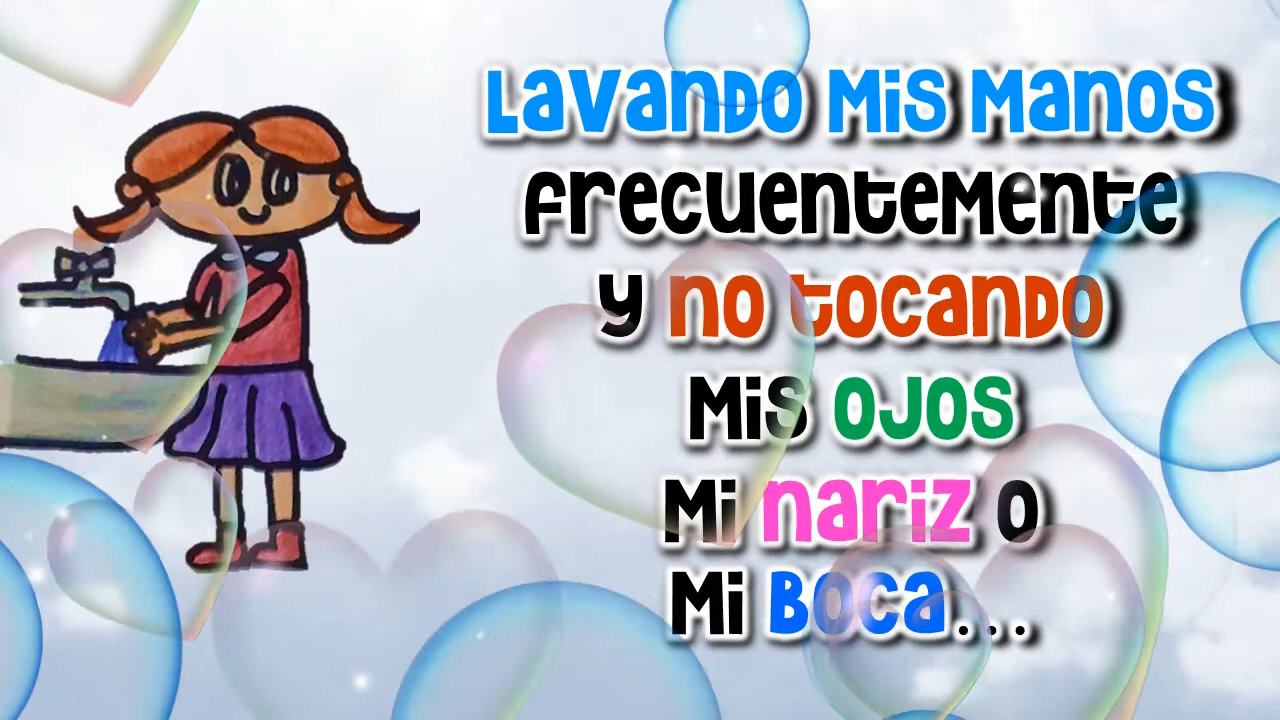 Lavando mis manos
frecuentemente
y no tocando
mis ojos
mi nariz o
mi boca...